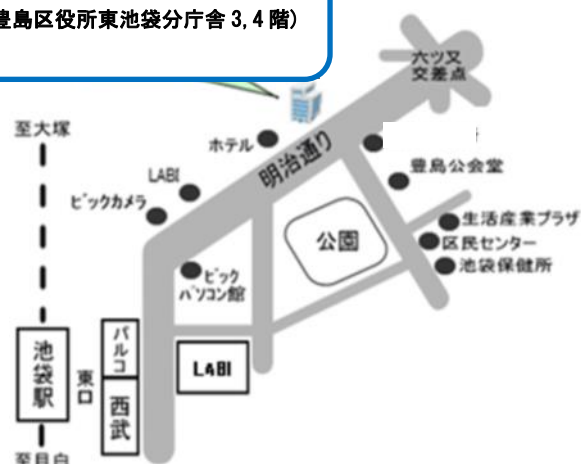 豊島区役所東池袋分庁舎 3, 4 階)
六ツ又
交差点
至大塚
ホテル
明治通り
LABI
豊島公会堂
ビックカメラ
生活産業プラザ
公園
区民センター
池袋保健所
ビック
パソコン館
パルコ
池袋駅
東口
LABI
西武
至目白